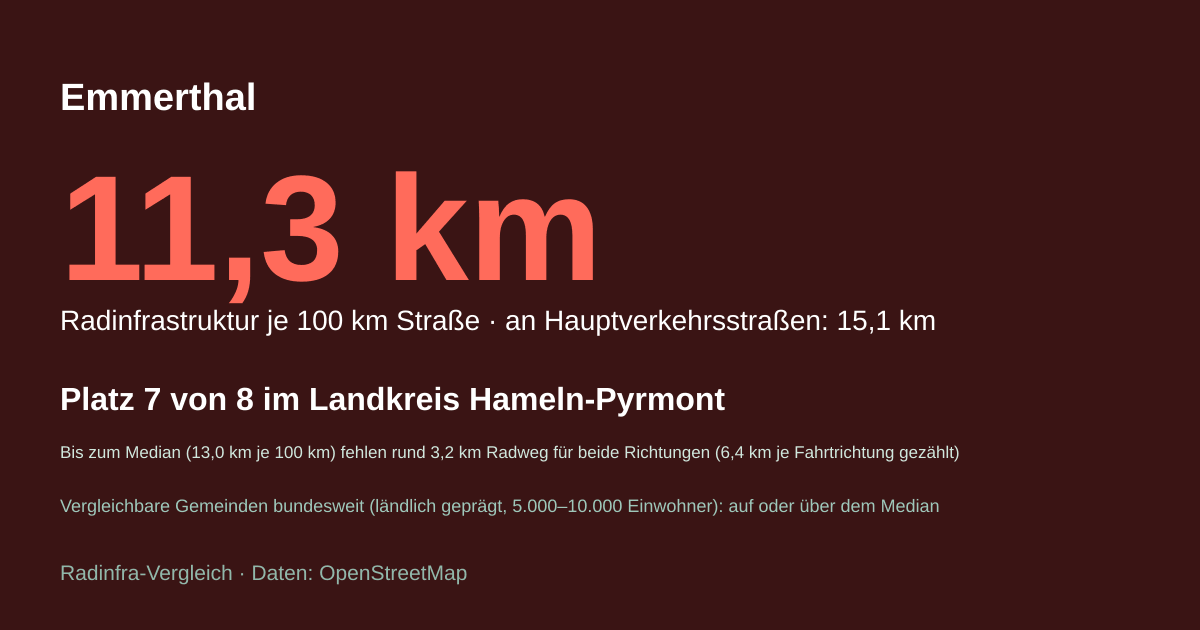 Emmerthal
11,3 km
Radinfrastruktur je 100 km Straße · an Hauptverkehrsstraßen: 15,1 km
Platz 7 von 8 im Landkreis Hameln-Pyrmont
Bis zum Median (13,0 km je 100 km) fehlen rund 3,2 km Radweg für beide Richtungen (6,4 km je Fahrtrichtung gezählt)
Vergleichbare Gemeinden bundesweit (ländlich geprägt, 5.000–10.000 Einwohner): auf oder über dem Median
Radinfra-Vergleich · Daten: OpenStreetMap